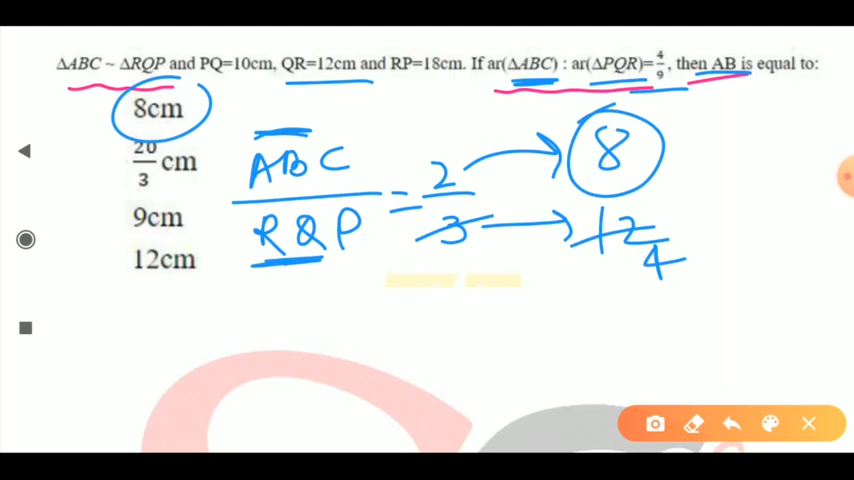 ΔABC ~ ΔRQP and PQ=10cm, QR=12cm and RP=18cm. If ar(ΔABC) : ar(ΔPQR)=4/9, then AB is equal to:
8cm
20/3 cm
9cm
12cm
ABC/RQP = 2/3
8
12
4